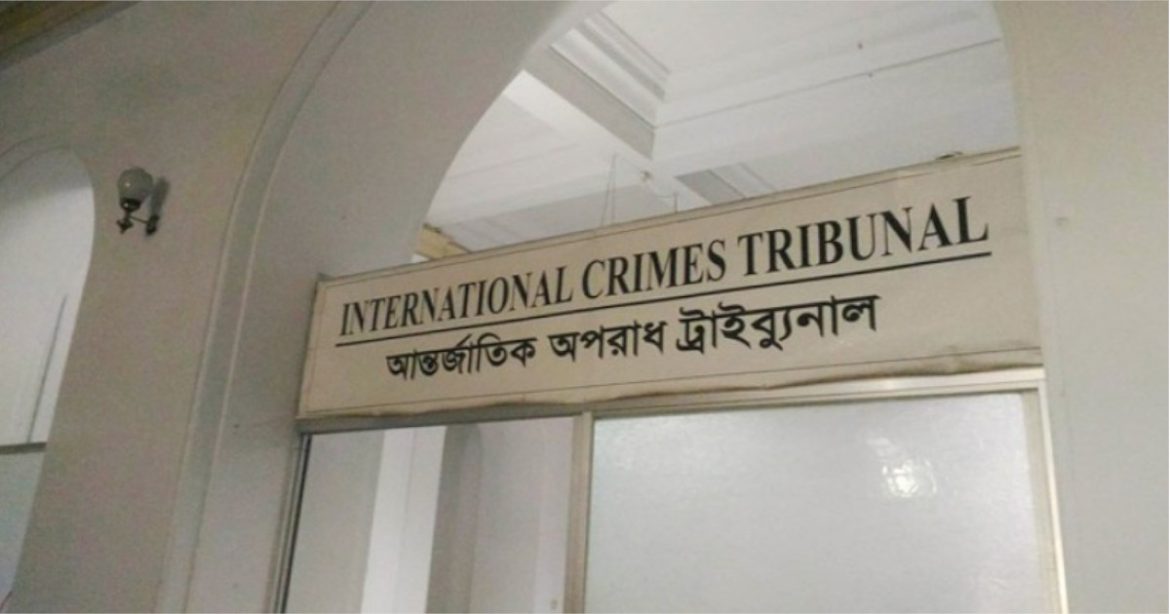 INTERNATIONAL CRIMES TRIBUNAL
আন্তর্জাতিক অপরাধ ট্রাইব্যুনাল